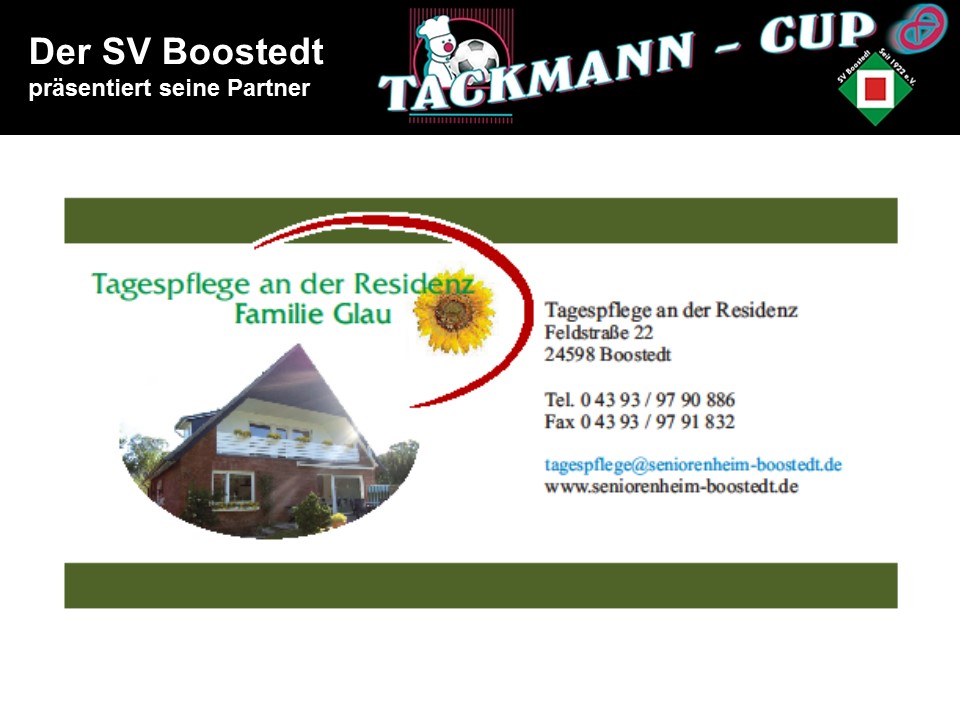 Der SV Boostedt
präsentiert seine Partner
TACKMANN - CUP
SV Boostedt Seit 1922 e.V.
Tagespflege an der Residenz
Familie Glau
Tagespflege an der Residenz
Feldstraße 22
24598 Boostedt
Tel. 0 43 93 / 97 90 886
Fax 0 43 93 / 97 91 832
tagespflege@seniorenheim-boostedt.de
www.seniorenheim-boostedt.de